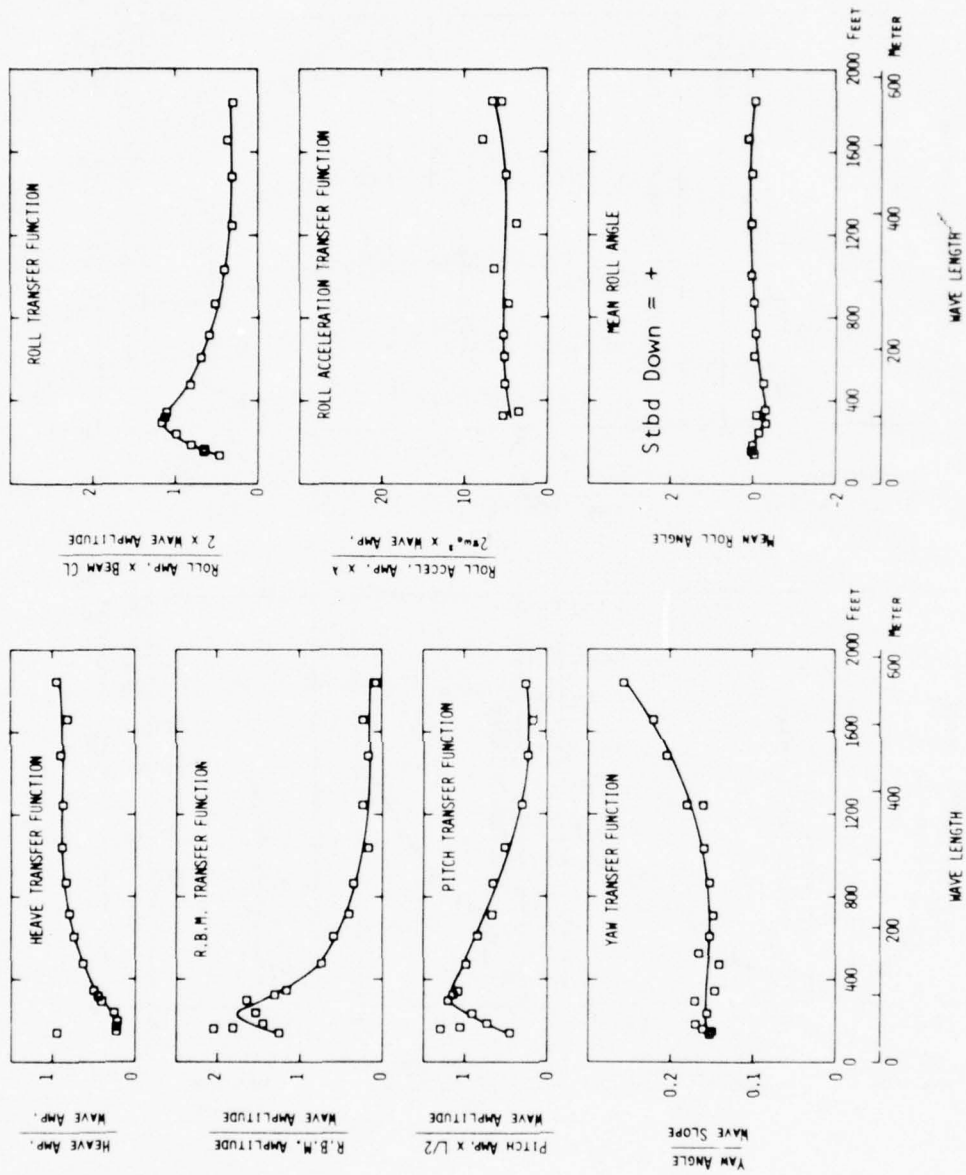 HEAVE AMP.
WAVE AMP.
1
0
HEAVE TRANSFER FUNCTION
R.B.M. AMPLITUDE
WAVE AMPLITUDE
2
1
0
R.B.M. TRANSFER FUNCTION
PITCH AMP. x L/2
WAVE AMPLITUDE
1
0
PITCH TRANSFER FUNCTION
YAW ANGLE
WAVE SLOPE
0.2
0.1
0
YAW TRANSFER FUNCTION
0 400 800 1200 1600 2000 FEET
0 200 400 600 METER
WAVE LENGTH
ROLL AMP. x BEAM CL
2 x WAVE AMPLITUDE
2
1
0
ROLL TRANSFER FUNCTION
ROLL ACCEL. AMP. x λ
x WAVE AMP.
20
10
0
ROLL ACCELERATION TRANSFER FUNCTION
MEAN ROLL ANGLE
2
0
-2
MEAN ROLL ANGLE
Stbd Down = +
0 400 800 1200 1600 2000 FEET
0 200 400 600 METER
WAVE LENGTH